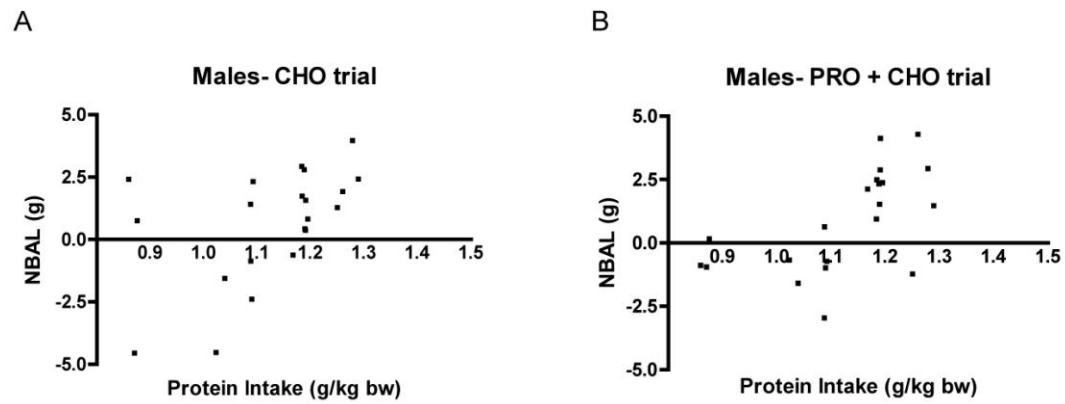 A
Males- CHO trial
5.0
2.5
0.0
-2.5
-5.0
NBAL (g)
0.9 1.0 1.1 1.2 1.3 1.4 1.5
Protein Intake (g/kg bw)
B
Males- PRO + CHO trial
5.0
2.5
0.0
-2.5
-5.0
NBAL (g)
0.9 1.0 1.1 1.2 1.3 1.4 1.5
Protein Intake (g/kg bw)